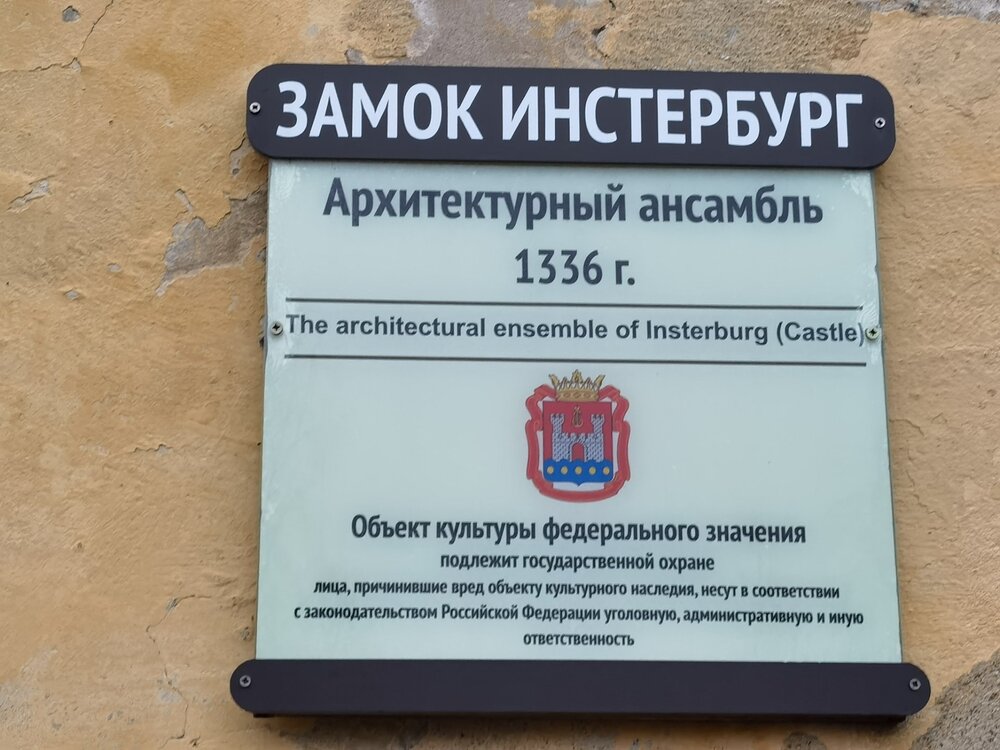 ЗАМОК ИНСТЕРБУРГ
Архитектурный ансамбль
1336 г.
The architectural ensemble of Insterburg (Castle)
Объект культуры федерального значения
подлежит государственной охране
лица, причинившие вред объекту культурного наследия, несут в соответствии
с законодательством Российской Федерации уголовную, административную и иную
ответственность